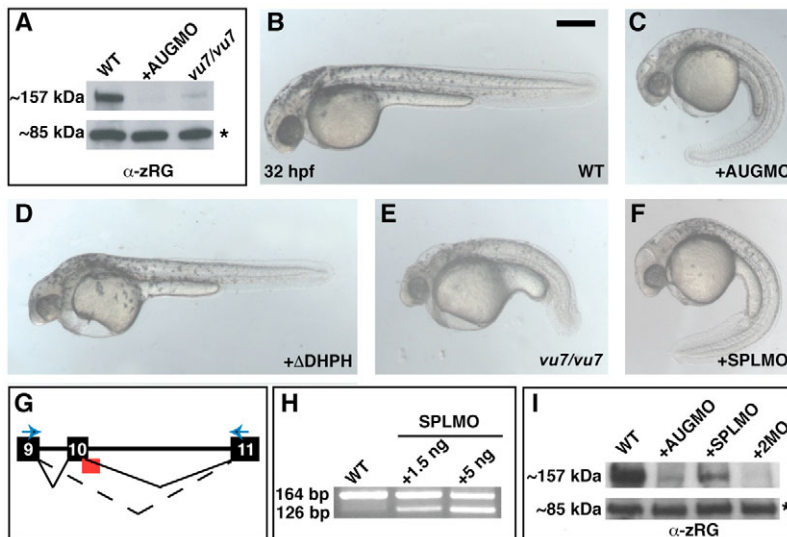 A
WT
+AUGMO
vu7/vu7
~157 kDa
~85 kDa
*
α-zRG
B
32 hpf
WT
C
+AUGMO
D
+ΔDHPH
E
vu7/vu7
F
+SPLMO
G
9
10
11
H
SPLMO
WT
+1.5 ng
+5 ng
164 bp
126 bp
I
WT
+AUGMO
+SPLMO
+2MO
~157 kDa
~85 kDa
*
α-zRG